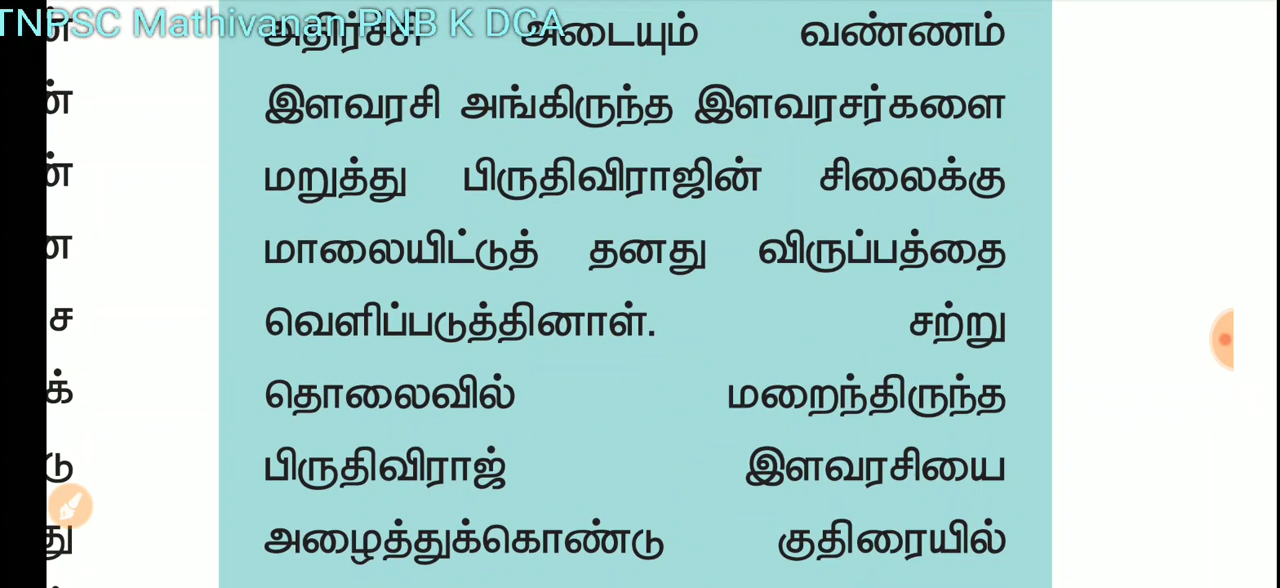 TNPSC Mathivanan PNB K DCA
அதிர்ச்சி அடையும் வண்ணம்
இளவரசி அங்கிருந்த இளவரசர்களை
மறுத்து பிருதிவிராஜின் சிலைக்கு
மாலையிட்டுத் தனது விருப்பத்தை
வெளிப்படுத்தினாள். சற்று
தொலைவில் மறைந்திருந்த
பிருதிவிராஜ் இளவரசியை
அழைத்துக்கொண்டு குதிரையில்